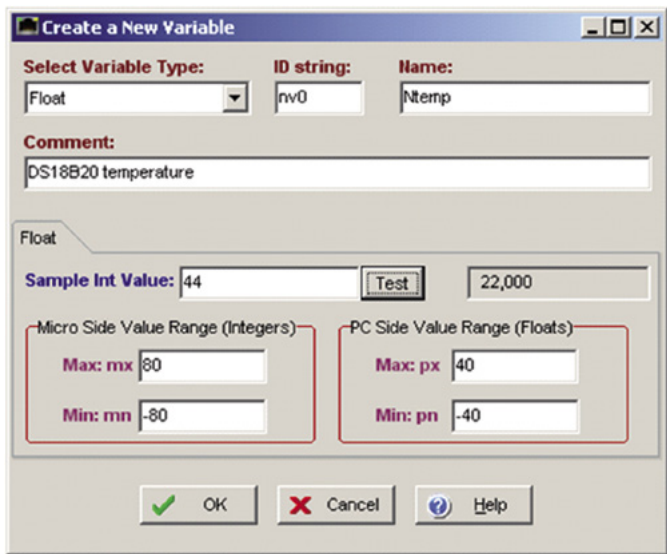 Create a New Variable
Select Variable Type: ID string: Name:
Float nv0 Ntemp
Comment:
DS18B20 temperature
Float
Sample Int Value: 44 Test 22,000
Micro Side Value Range (Integers) PC Side Value Range (Floats)
Max: mx 80 Max: px 40
Min: mn -80 Min: pn -40
OK Cancel Help